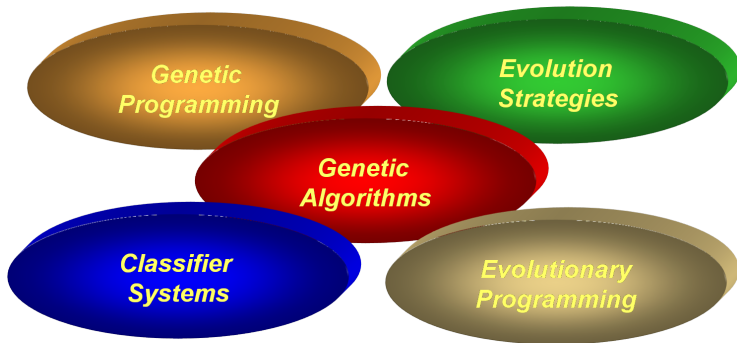 Genetic
Programming
Evolution
Strategies
Genetic
Algorithms
Classifier
Systems
Evolutionary
Programming